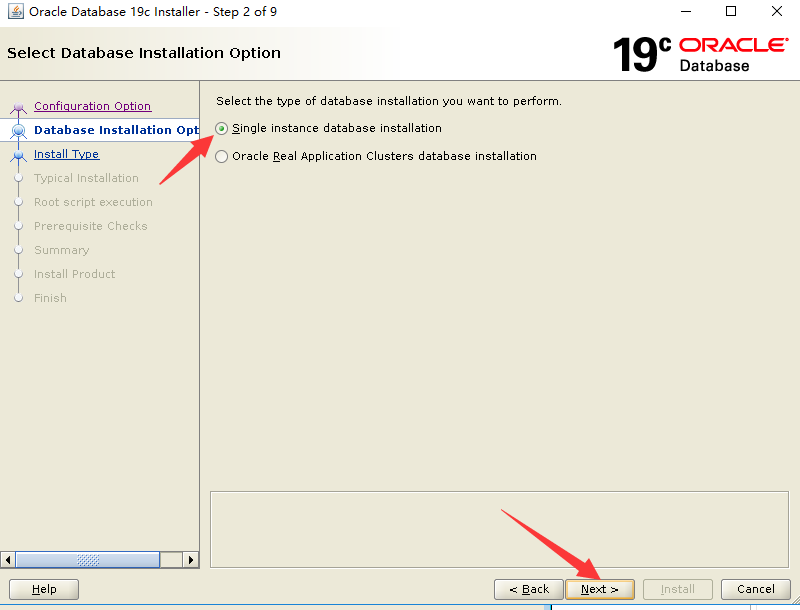 Oracle Database 19c Installer - Step 2 of 9
Select Database Installation Option
19c ORACLE
Database
Configuration Option
Database Installation Opt
Install Type
Typical Installation
Root script execution
Prerequisite Checks
Summary
Install Product
Finish
Select the type of database installation you want to perform.
Single instance database installation
Oracle Real Application Clusters database installation
Help
< Back
Next >
Install
Cancel